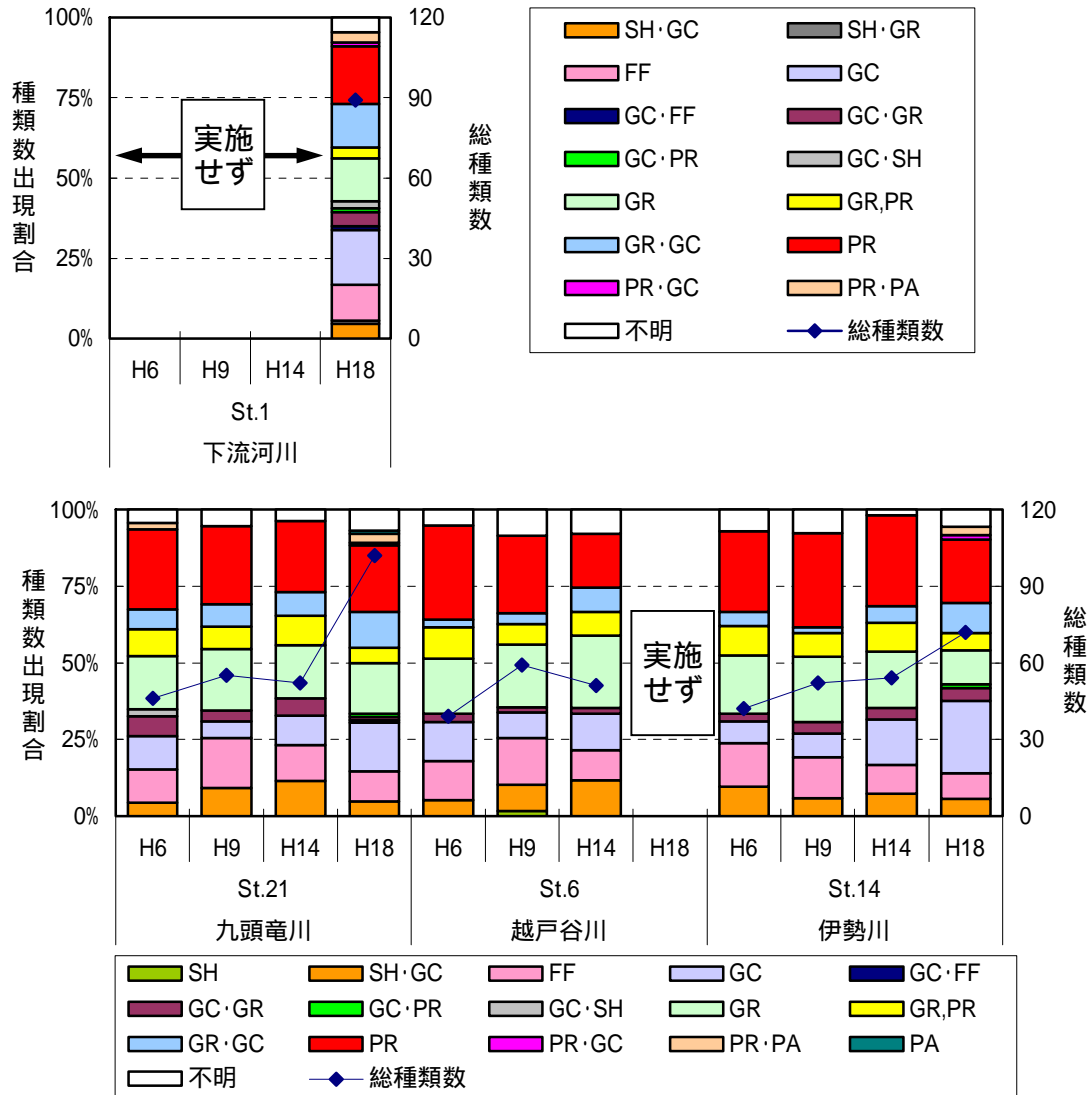 種類数出現割合
100%
75%
50%
25%
0%
実施
せず
120
90
60
30
0
総種類数
H6 H9 H14 H18
St.1
下流河川
SH･GC SH･GR
FF GC
GC･FF GC･GR
GC･PR GC･SH
GR GR,PR
GR･GC PR
PR･GC PR･PA
不明 総種類数
種類数出現割合
100%
75%
50%
25%
0%
実施
せず
120
90
60
30
0
総種類数
H6 H9 H14 H18 H6 H9 H14 H18 H6 H9 H14 H18
St.21 St.6 St.14
九頭竜川 越戸谷川 伊勢川
SH SH･GC FF GC GC･FF
GC･GR GC･PR GC･SH GR GR,PR
GR･GC PR PR･GC PR･PA PA
不明 総種類数